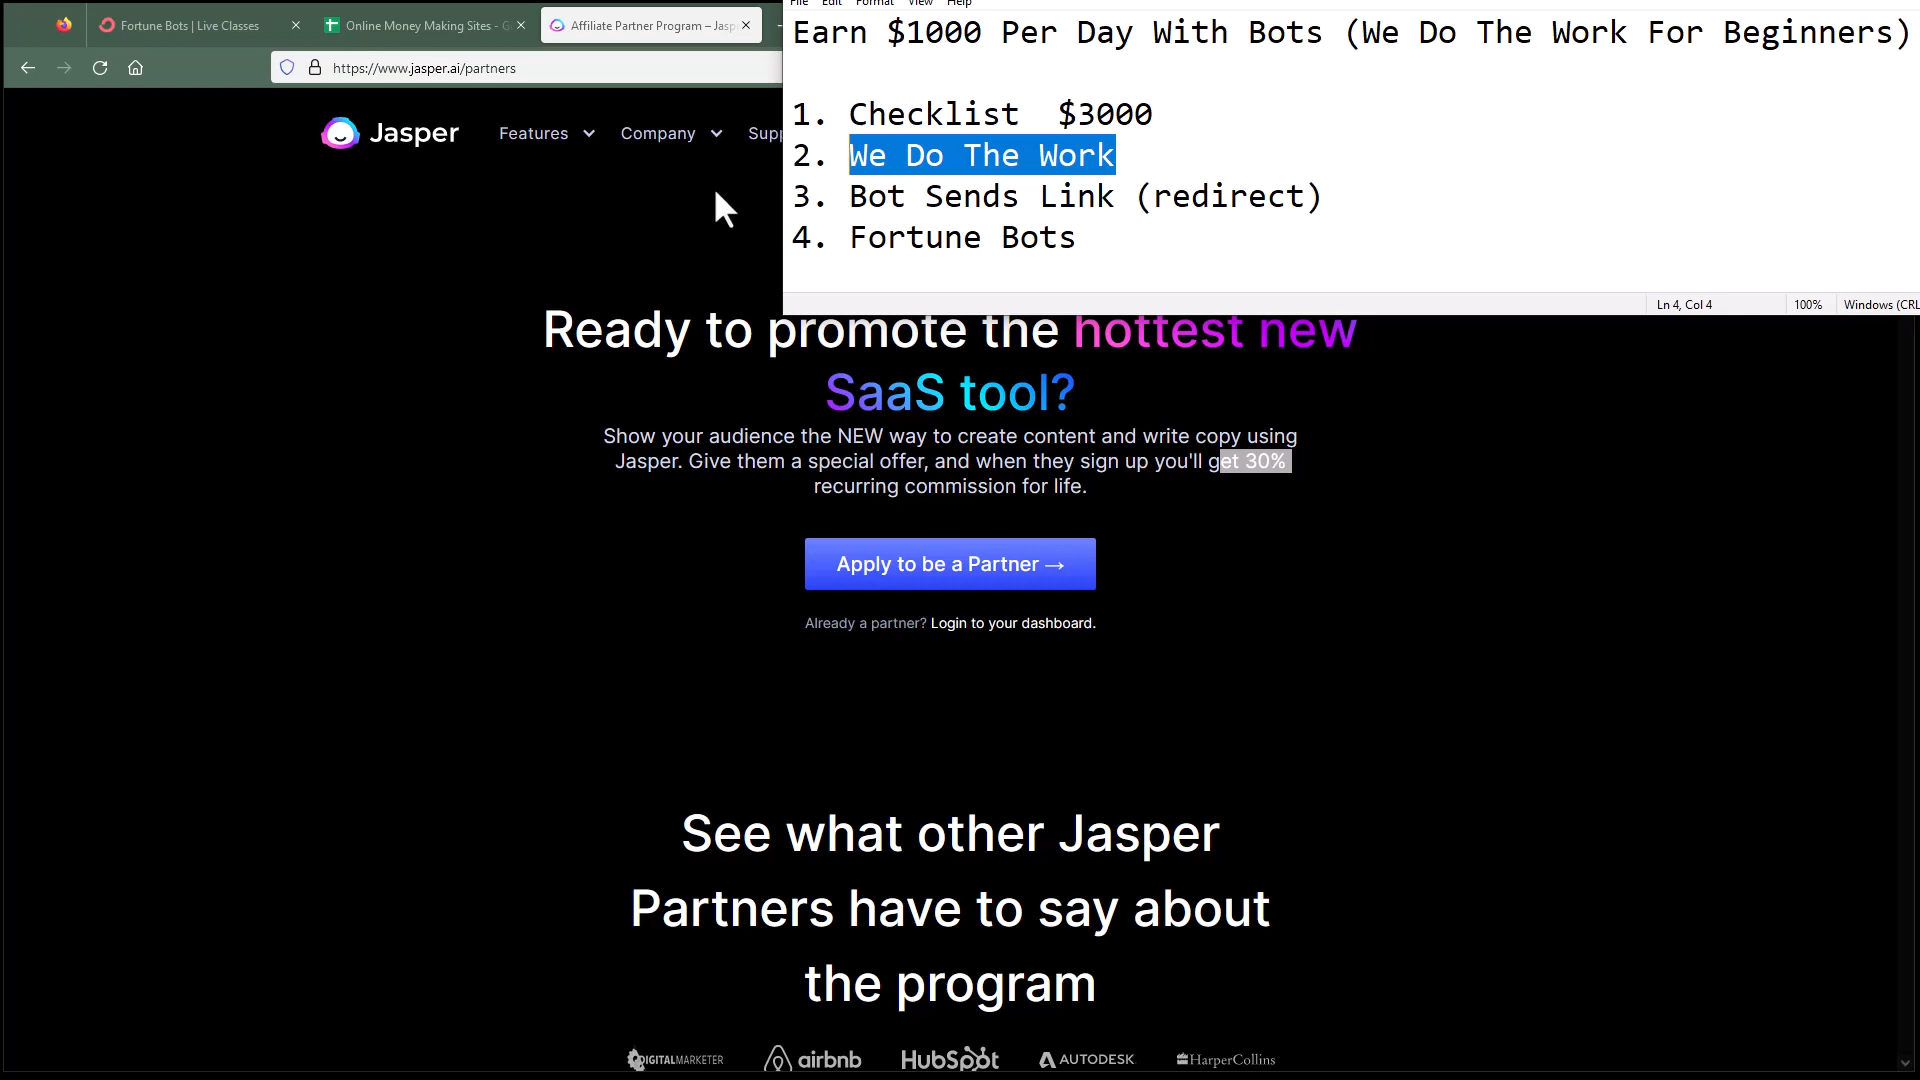 Fortune Bots | Live Classes
Online Money Making Sites - G
Affiliate Partner Program – Jasp
https://www.jasper.ai/partners
File Edit Format View Help
Earn $1000 Per Day With Bots (We Do The Work For Beginners)
1. Checklist $3000
2. We Do The Work
3. Bot Sends Link (redirect)
4. Fortune Bots
Ln 4, Col 4
100%
Windows (CRL
Jasper
Features
Company
Supp
Ready to promote the hottest new
SaaS tool?
Show your audience the NEW way to create content and write copy using
Jasper. Give them a special offer, and when they sign up you'll get 30%
recurring commission for life.
Apply to be a Partner →
Already a partner? Login to your dashboard.
See what other Jasper
Partners have to say about
the program
DIGITALMARKETER
airbnb
HubSpot
AUTODESK
HarperCollins